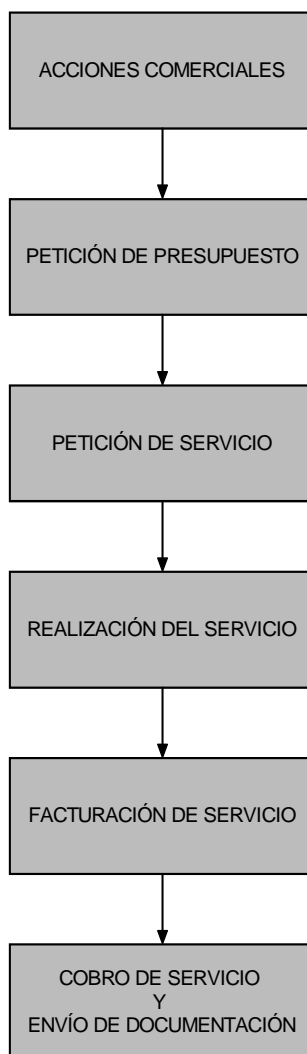 ACCIONES COMERCIALES
PETICIÓN DE PRESUPUESTO
PETICIÓN DE SERVICIO
REALIZACIÓN DEL SERVICIO
FACTURACIÓN DE SERVICIO
COBRO DE SERVICIO
Y
ENVÍO DE DOCUMENTACIÓN